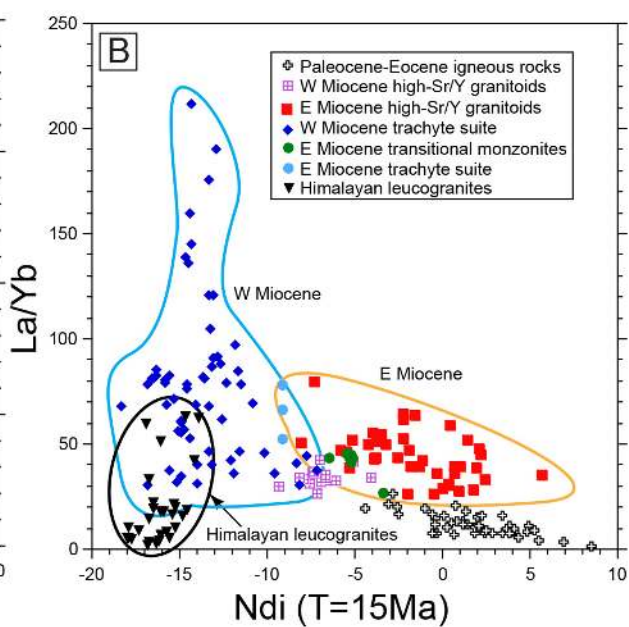 250
B
Paleocene-Eocene igneous rocks
W Miocene high-Sr/Y granitoids
E Miocene high-Sr/Y granitoids
W Miocene trachyte suite
E Miocene transitional monzonites
E Miocene trachyte suite
Himalayan leucogranites
200
150
W Miocene
La/Yb
100
E Miocene
50
Himalayan leucogranites
0
0
-20 -15 -10 -5 0 5 10
Ndi (T=15Ma)